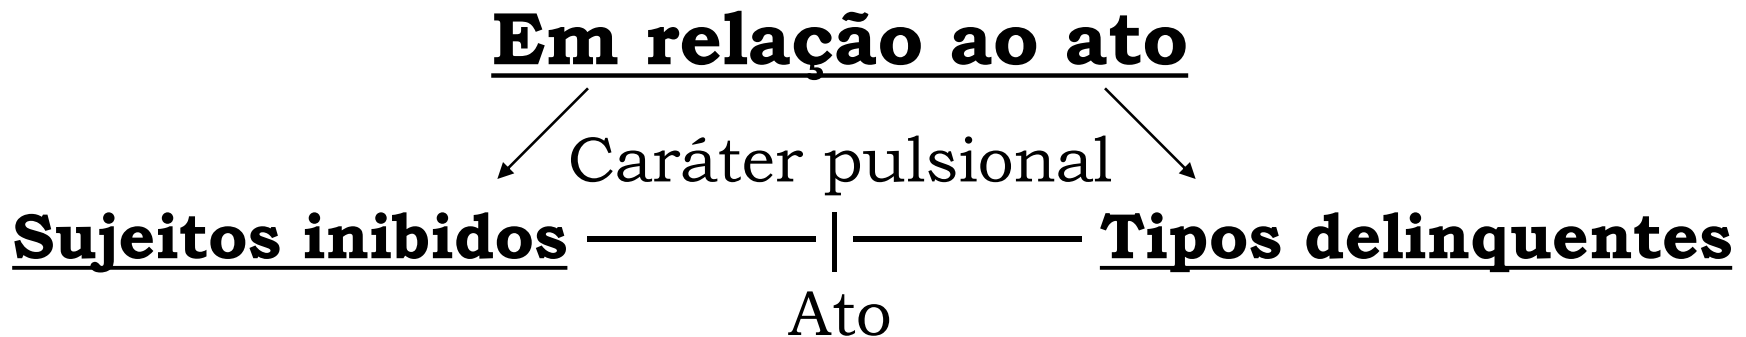 Em relação ao ato
Caráter pulsional
Sujeitos inibidos Tipos delinquentes
Ato